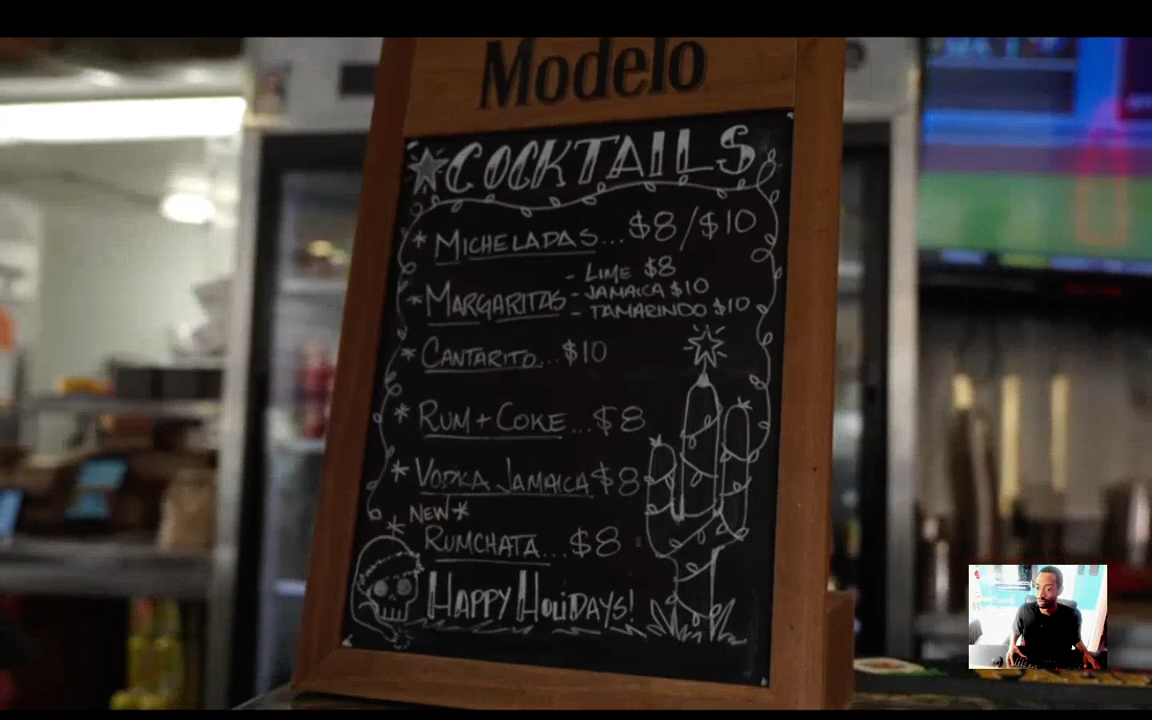 Modelo
COCKTAILS
* MICHELADAS...$8/$10
- LIME $8
* MARGARITAS - JAMAICA $10
- TAMARINDO $10
* CANTARITO...$10
* RUM + COKE...$8
* VODKA JAMAICA $8
NEW*
* RUMCHATA...$8
HAPPY HOLIDAYS!